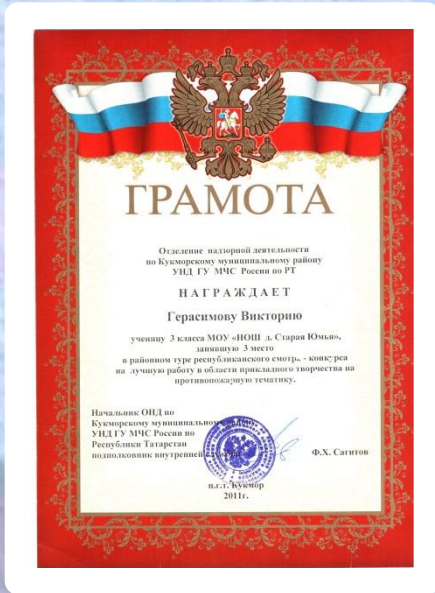 ГРАМОТА
Отделение надзорной деятельности
по Кукморскому муниципальному району
УНД ГУ МЧС России по РТ
НАГРАЖДАЕТ
Герасимову Викторию
ученицу 3 класса МОУ «НОШ д. Старая Юмья»,
занявшую 3 место
в районном туре республиканского смотра - конкурса
на лучшую работу в области прикладного творчества на
противопожарную тематику.
Начальник ОНД по
Кукморскому муниципальному району
УНД ГУ МЧС России по
Республики Татарстан
подполковник внутренней службы
Ф.Х. Сагитов
п.г.т. Кукмор
2011г.